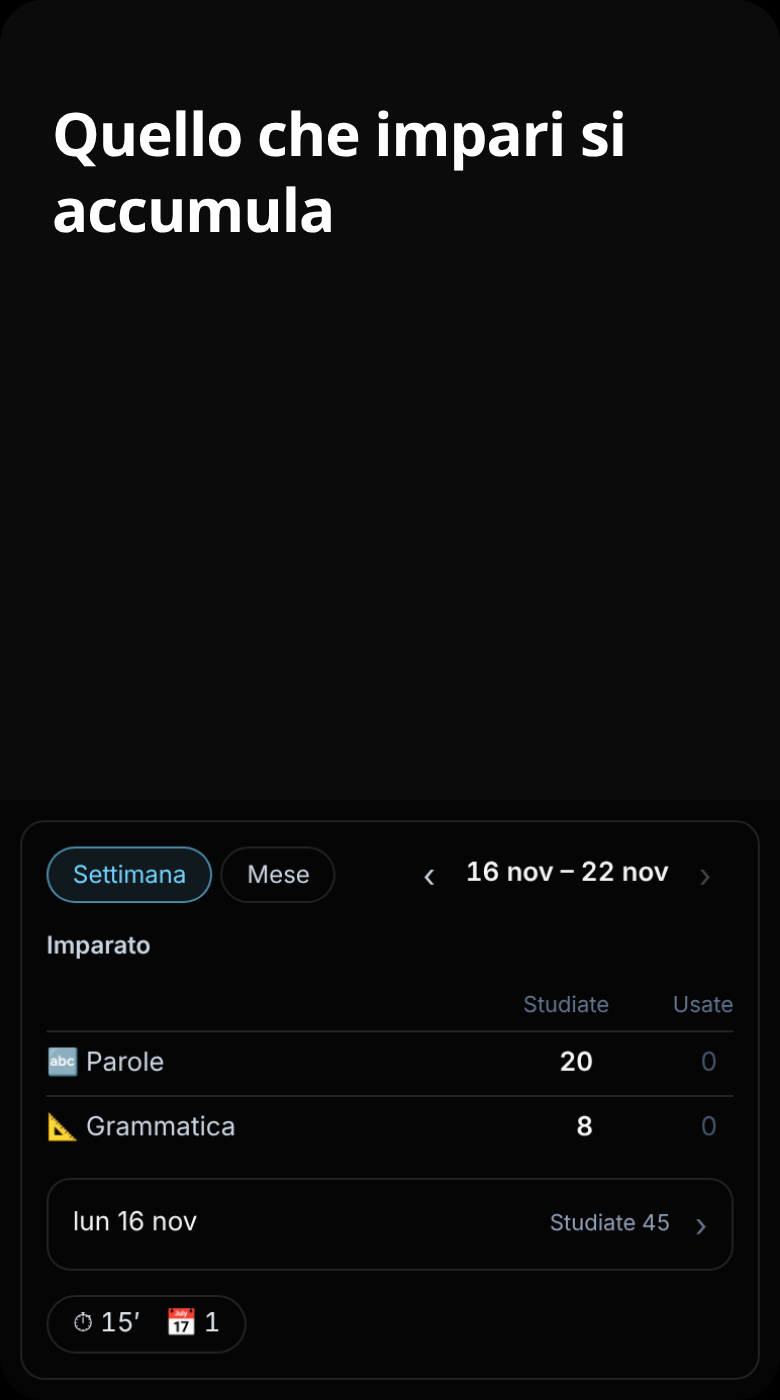 Quello che impari si
accumula
Settimana
Mese
‹ 16 nov – 22 nov ›
Imparato
Studiate Usate
🔤 Parole 20 0
📐 Grammatica 8 0
lun 16 nov Studiate 45 ›
⏱ 15′ 📅 1